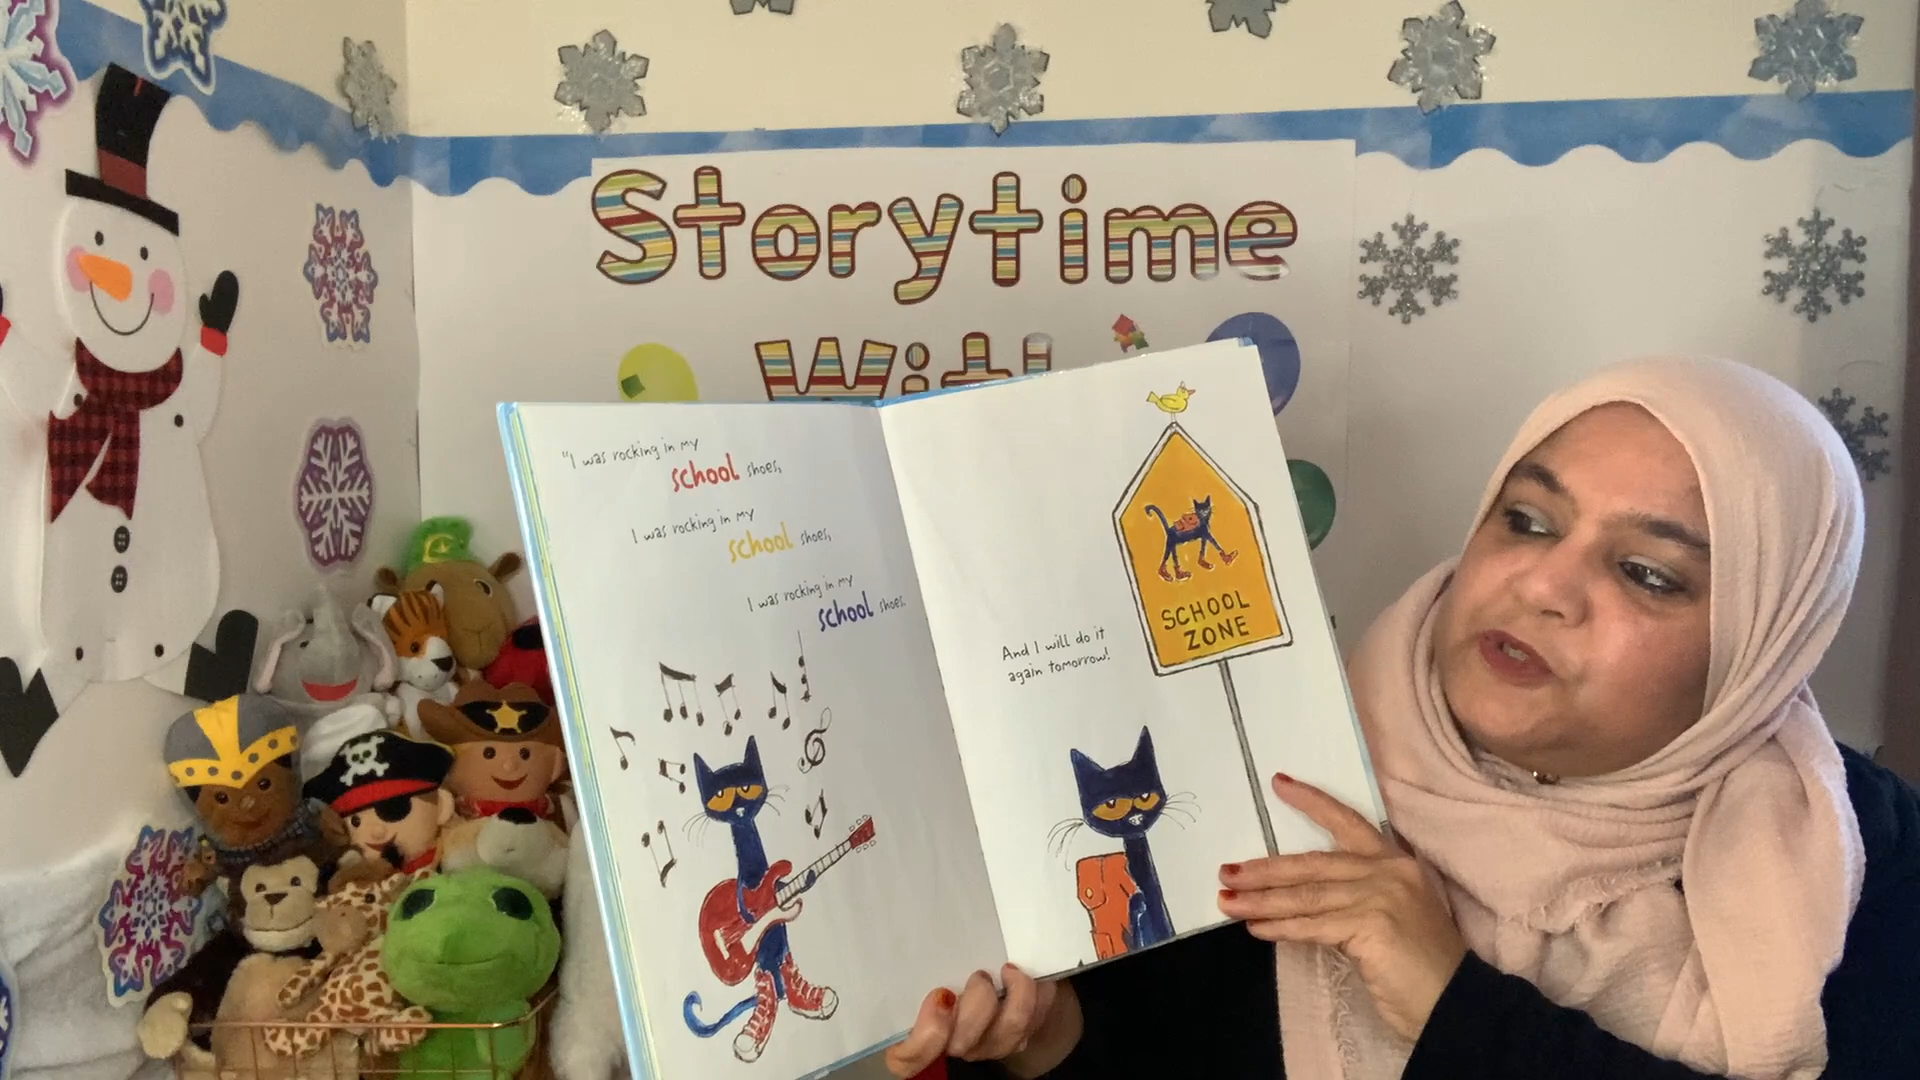 Storytime
With
"I was rocking in my
school shoes,
I was rocking in my
school shoes,
I was rocking in my
school shoes.
And I will do it
again tomorrow!
SCHOOL
ZONE